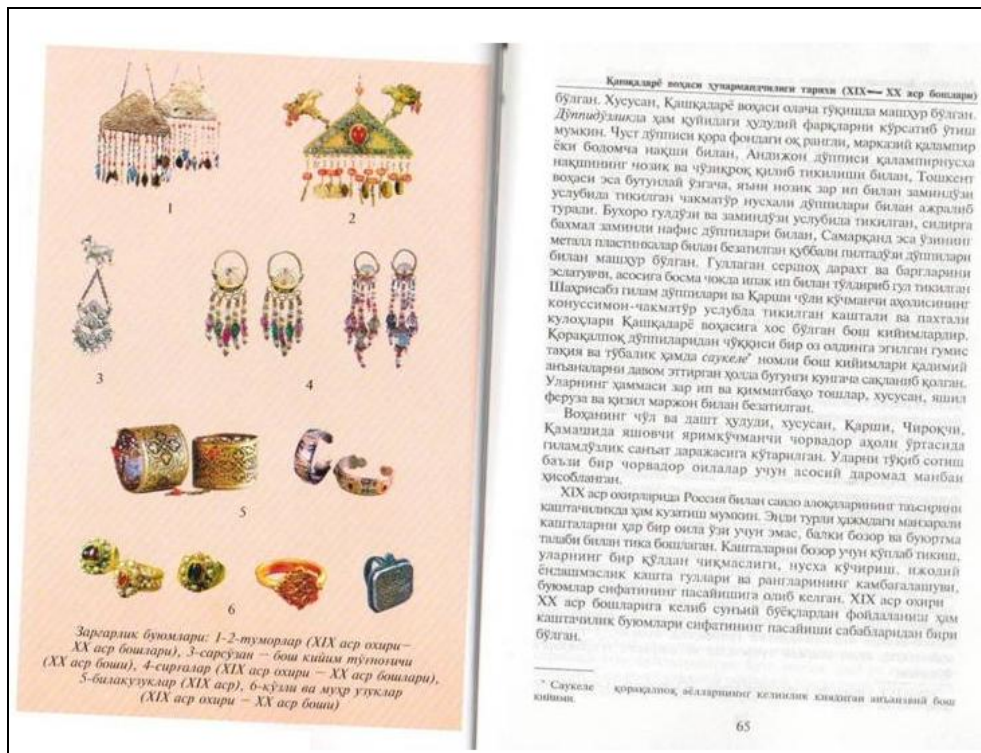 1
2
3
4
5
6
Заргарлик буюмлари: 1-2-туморлар (XIX аср охири–
XX аср бошлари), 3-сарсўзан – бош кийим тўғноғичи
(XX аср боши), 4-сирғалар (XIX аср охири – XX аср бошлари),
5-билакузуклар (XIX аср), 6-кўзли ва муҳр узуклар
(XIX аср охири – XX аср боши)
Қашқадарё воҳаси ҳунармандчилиги тарихи (XIX — XX аср бошлари)
бўлган. Хусусан, Қашқадарё воҳаси олача тўқишда машҳур бўлган.
Дўппидўзликда ҳам қуйидаги ҳудудий фарқларни кўрсатиб ўтиш
мумкин. Чуст дўпписи қора фондаги оқ рангли, марказий қалампир
ёки бодомча нақши билан, Андижон дўпписи қалампирнусха
нақшининг нозик ва чўзиқроқ қилиб тикилиши билан, Тошкент
воҳаси эса бутунлай ўзгача, яъни нозик зар ип билан заминдўзи
услубида тикилган чакматўр нусхали дўппилари билан ажралиб
туради. Бухоро гулдўзи ва заминдўзи услубида тикилган, сидирға
бахмал заминли нафис дўппилари билан, Самарқанд эса ўзининг
металл пластинкалар билан безатилган қуббали пилтадўзи дўппилари
билан машҳур бўлган. Гуллаган сершоҳ дарахт ва баргларини
эслатувчи, асосига босма чокда ипак ип билан тўлдириб гул тикилган
Шаҳрисабз гилам дўппилари ва Қарши чўли кўчманчи аҳолисининг
конуссимон-чакматўр услубда тикилган каштали ва пахтали
кулоҳлари Қашқадарё воҳасига хос бўлган бош кийимлардир.
Қорақалпоқ дўппиларидан чўққиси бир оз олдинга эгилган гумис
тақия ва тўбалик ҳамда саукеле* номли бош кийимлари қадимий
анъаналарни давом эттирган ҳолда бугунги кунгача сақланиб қолган.
Уларнинг ҳаммаси зар ип ва қимматбаҳо тошлар, хусусан, яшил
феруза ва қизил маржон билан безатилган.
Воҳанинг чўл ва дашт ҳудуди, хусусан, Қарши, Чироқчи,
Қамашида яшовчи яримкўчманчи чорвадор аҳоли ўртасида
гиламдўзлик санъат даражасига кўтарилган. Уларни тўқиб сотиш
баъзи бир чорвадор оилалар учун асосий даромад манбаи
ҳисобланган.
XIX аср охирларида Россия билан савдо алоқаларининг таъсирини
каштачиликда ҳам кузатиш мумкин. Энди турли ҳажмдаги манзарали
кашталарни ҳар бир оила ўзи учун эмас, балки бозор ва буюртма
талаби билан тика бошлаган. Кашталарни бозор учун кўплаб тикиш,
уларнинг бир қўлдан чиқмаслиги, нусха кўчириш, ижодий
ёндашмаслик кашта гуллари ва рангларининг камбағалашуви,
буюмлар сифатининг пасайишига олиб келган. XIX аср охири
XX аср бошларига келиб сунъий бўёқлардан фойдаланиш ҳам
каштачилик буюмлари сифатининг пасайиши сабабларидан бири
бўлган.
* Саукеле қорақалпоқ аёлларининг келинлик киядиган анъанавий бош
кийими.
65